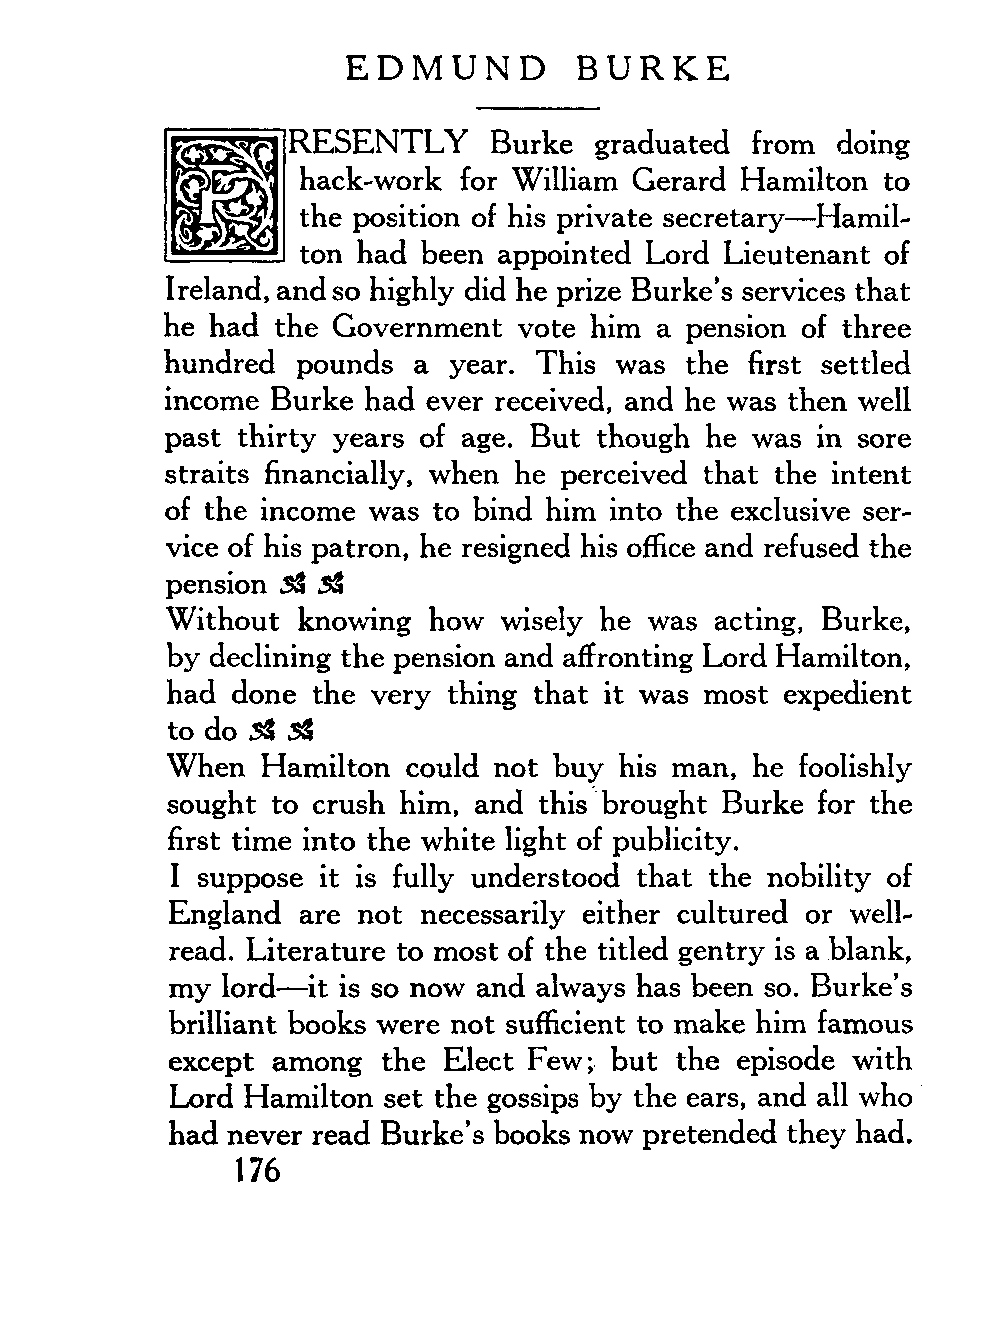 EDMUND BURKE
PRESENTLY Burke graduated from doing
hack-work for William Gerard Hamilton to
the position of his private secretary—Hamil-
ton had been appointed Lord Lieutenant of
Ireland, and so highly did he prize Burke's services that
he had the Government vote him a pension of three
hundred pounds a year. This was the first settled
income Burke had ever received, and he was then well
past thirty years of age. But though he was in sore
straits financially, when he perceived that the intent
of the income was to bind him into the exclusive ser-
vice of his patron, he resigned his office and refused the
pension
Without knowing how wisely he was acting, Burke,
by declining the pension and affronting Lord Hamilton,
had done the very thing that it was most expedient
to do
When Hamilton could not buy his man, he foolishly
sought to crush him, and this brought Burke for the
first time into the white light of publicity.
I suppose it is fully understood that the nobility of
England are not necessarily either cultured or well-
read. Literature to most of the titled gentry is a blank,
my lord—it is so now and always has been so. Burke's
brilliant books were not sufficient to make him famous
except among the Elect Few; but the episode with
Lord Hamilton set the gossips by the ears, and all who
had never read Burke's books now pretended they had.
176